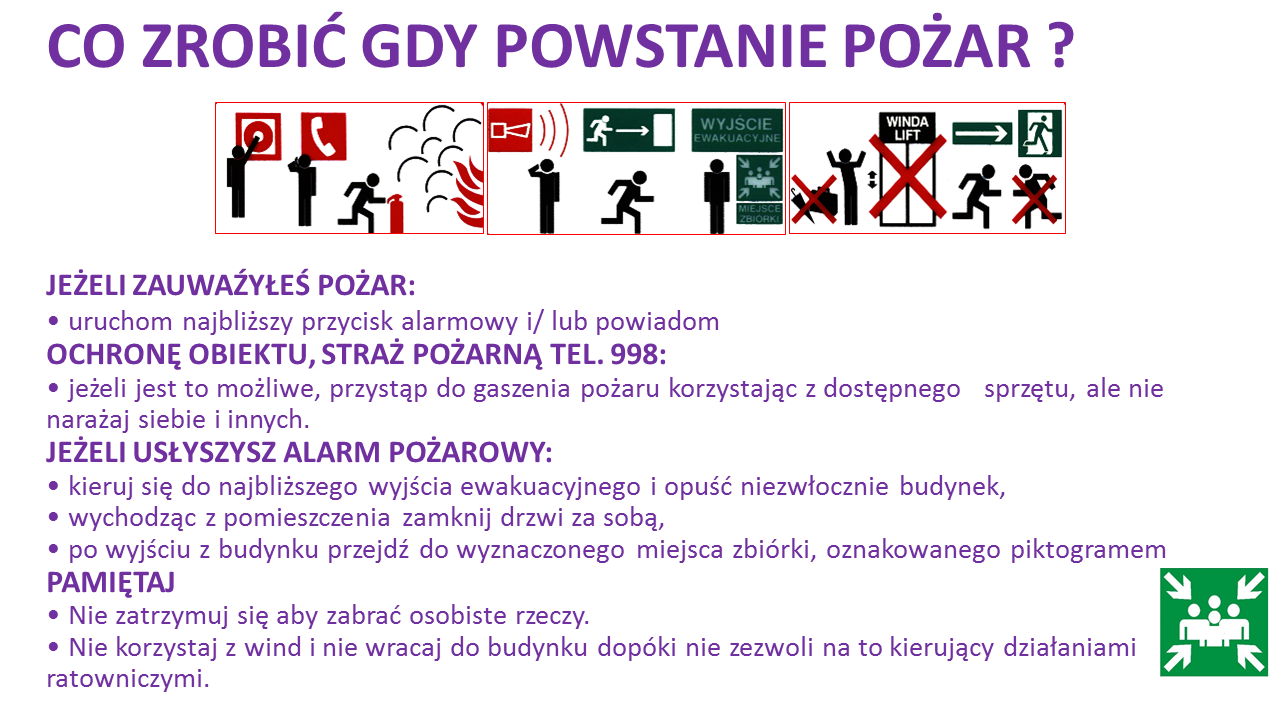 CO ZROBIĆ GDY POWSTANIE POŻAR ?
WYJŚCIE
EWAKUACYJNE
MIEJSCE
ZBIÓRKI
WINDA
LIFT
JEŻELI ZAUWAŹYŁEŚ POŻAR:
• uruchom najbliższy przycisk alarmowy i/ lub powiadom
OCHRONĘ OBIEKTU, STRAŻ POŻARNĄ TEL. 998:
• jeżeli jest to możliwe, przystąp do gaszenia pożaru korzystając z dostępnego sprzętu, ale nie
narażaj siebie i innych.
JEŻELI USŁYSZYSZ ALARM POŻAROWY:
• kieruj się do najbliższego wyjścia ewakuacyjnego i opuść niezwłocznie budynek,
• wychodząc z pomieszczenia zamknij drzwi za sobą,
• po wyjściu z budynku przejdź do wyznaczonego miejsca zbiórki, oznakowanego piktogramem
PAMIĘTAJ
• Nie zatrzymuj się aby zabrać osobiste rzeczy.
• Nie korzystaj z wind i nie wracaj do budynku dopóki nie zezwoli na to kierujący działaniami
ratowniczymi.